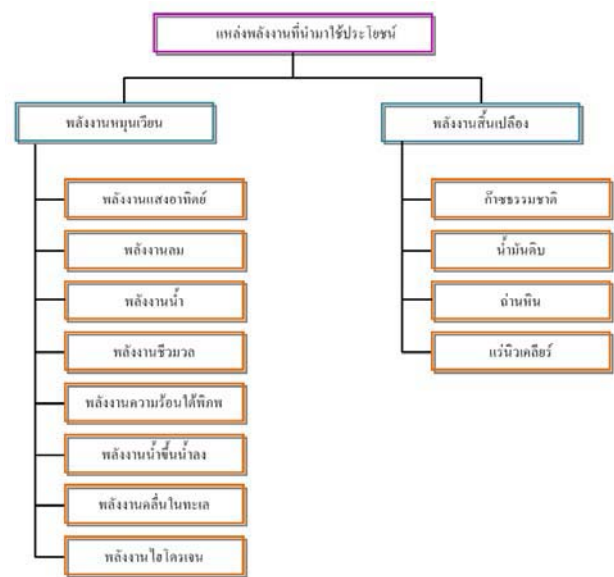 แหล่งพลังงานที่นำมาใช้ประโยชน์
พลังงานหมุนเวียน
พลังงานแสงอาทิตย์
พลังงานลม
พลังงานน้ำ
พลังงานชีวมวล
พลังงานความร้อนใต้พิภพ
พลังงานน้ำขึ้นน้ำลง
พลังงานคลื่นในทะเล
พลังงานไฮโดรเจน
พลังงานสิ้นเปลือง
ก๊าซธรรมชาติ
น้ำมันดิบ
ถ่านหิน
แร่นิวเคลียร์